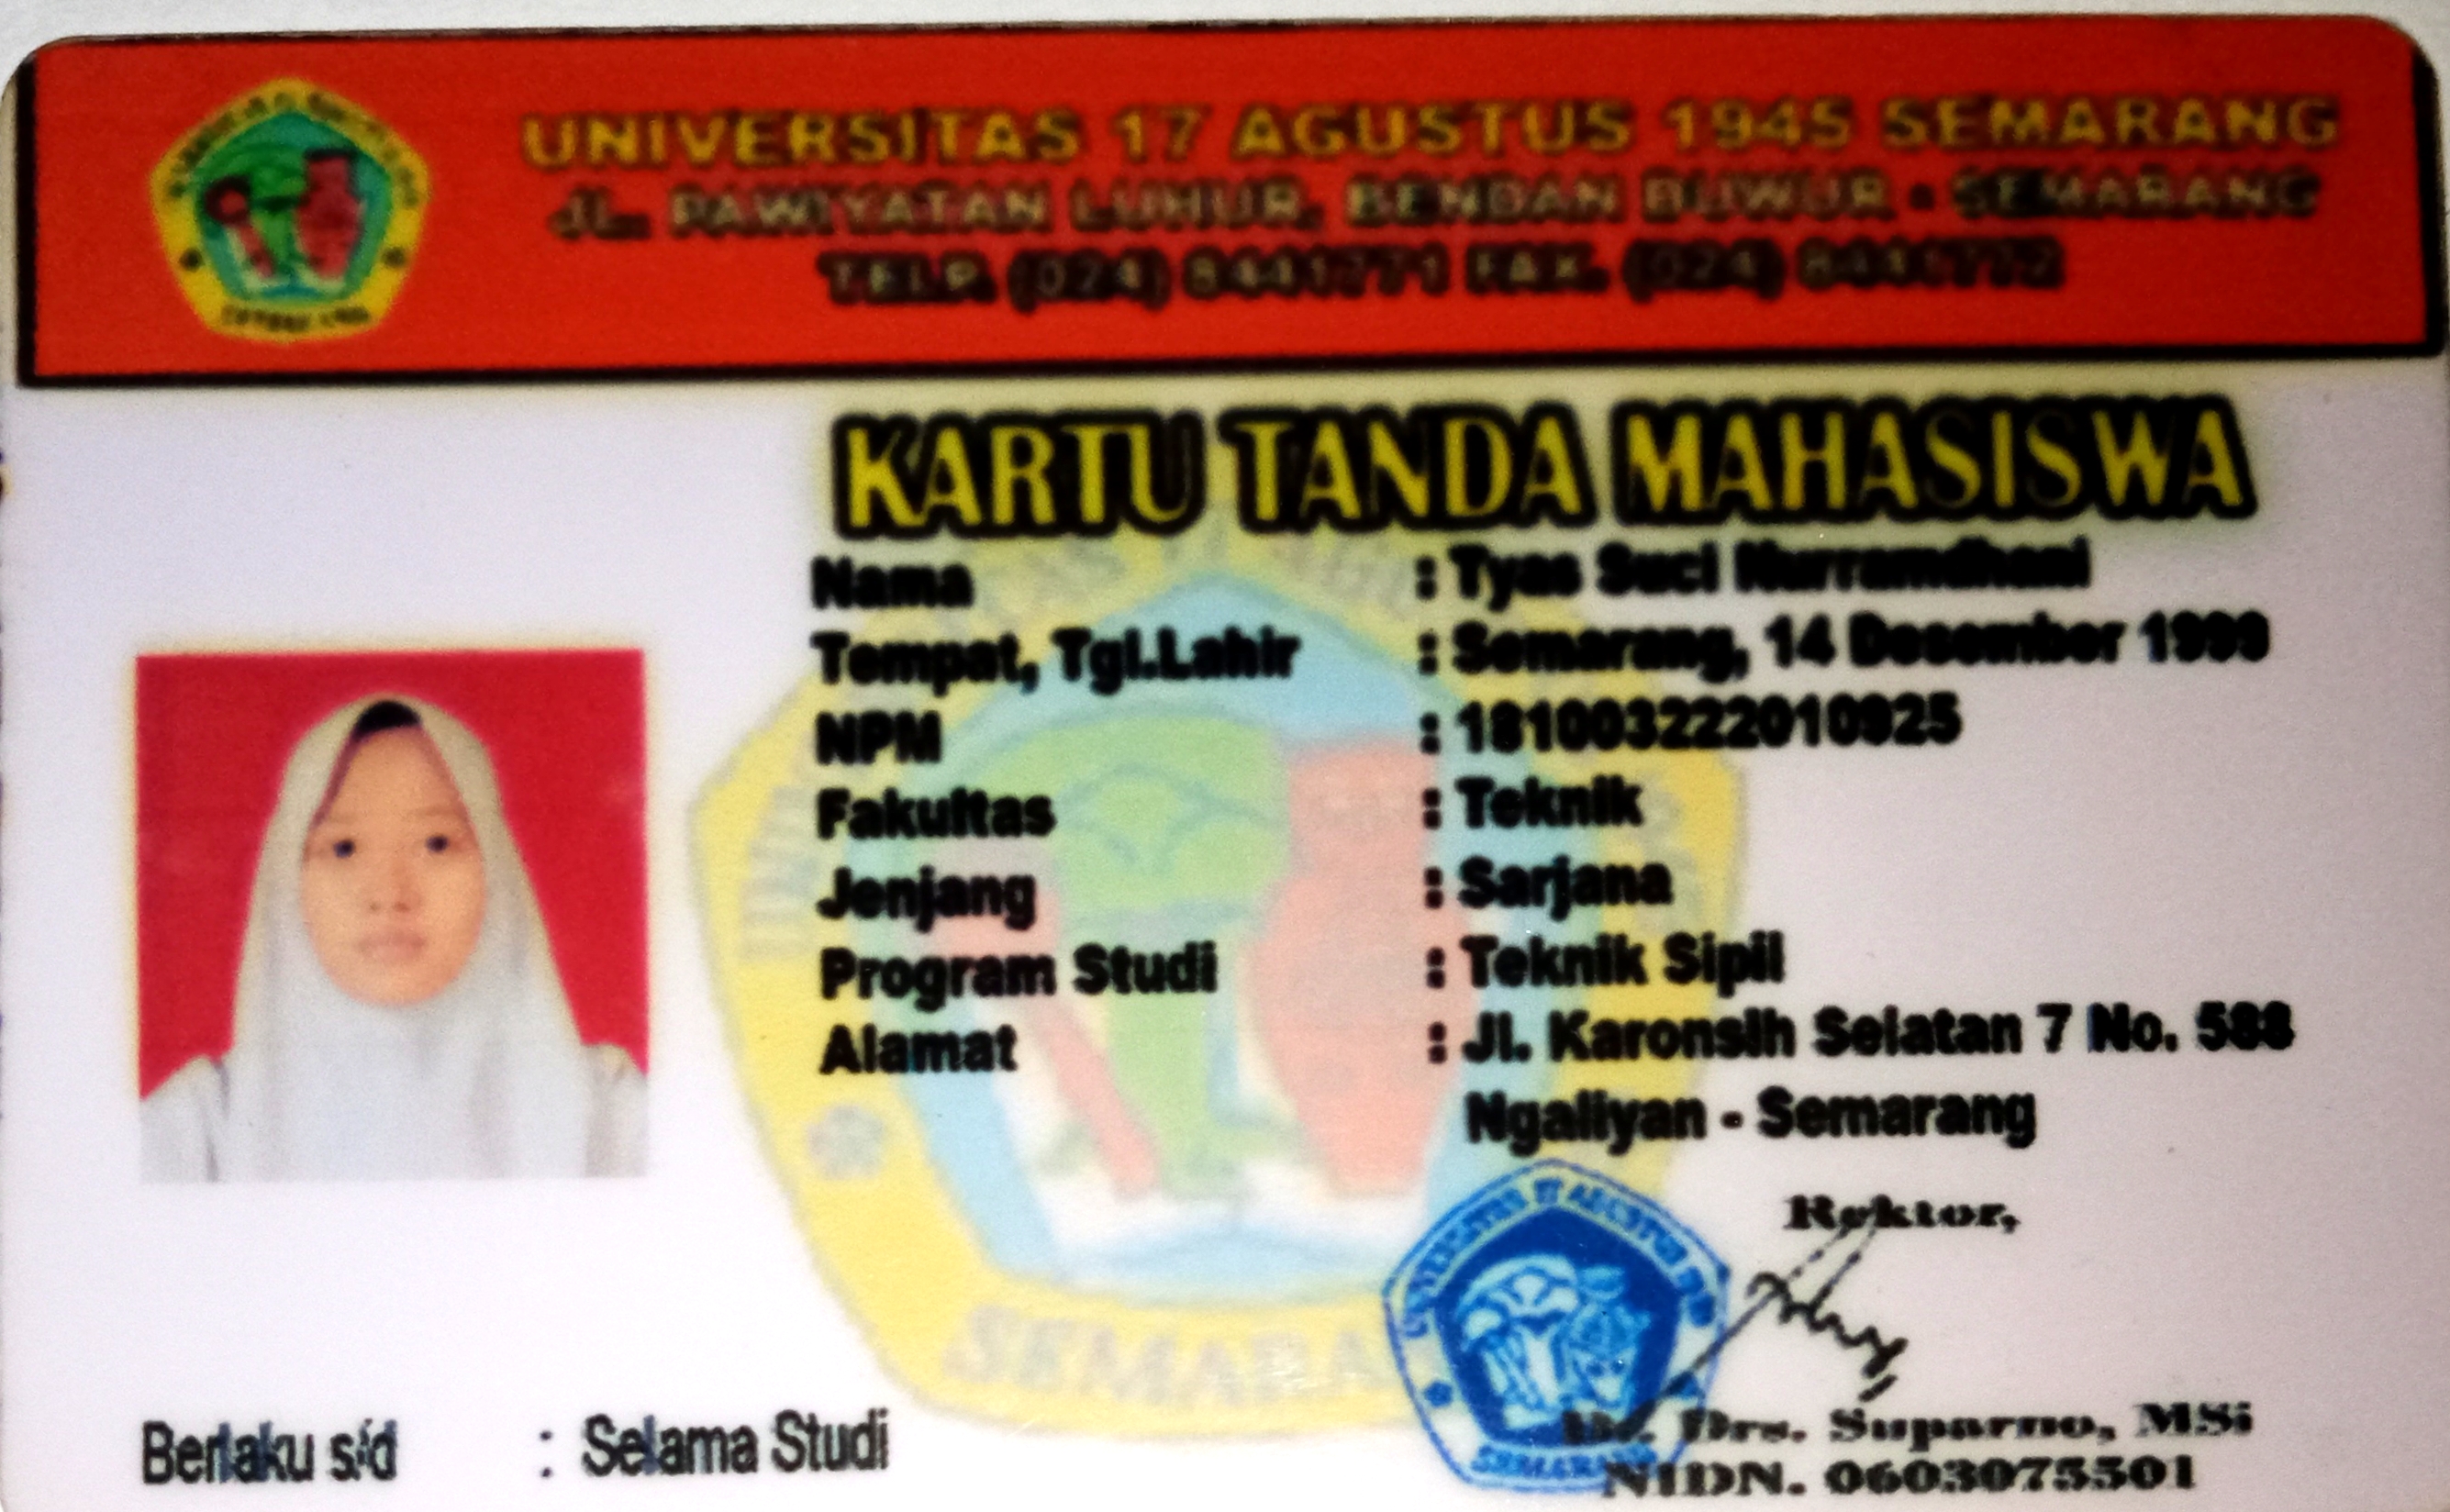 UNIVERSITAS 17 AGUSTUS 1945 SEMARANG
JL. PAWIYATAN LUHUR, BENDAN DUWUR - SEMARANG
TELP. (024) 8441771 FAX. (024) 8441772
KARTU TANDA MAHASISWA
Nama : Tyas Suci Nurramdhani
Tempat, Tgl.Lahir : Semarang, 14 Desember 1999
NPM : 181003222010925
Fakultas : Teknik
Jenjang : Sarjana
Program Studi : Teknik Sipil
Alamat : Jl. Karonsih Selatan 7 No. 588
Ngaliyan - Semarang
Rektor,
Dr. Drs. Suparno, MSi
NIDN. 0603075501
Berlaku s/d : Selama Studi
SEMARANG